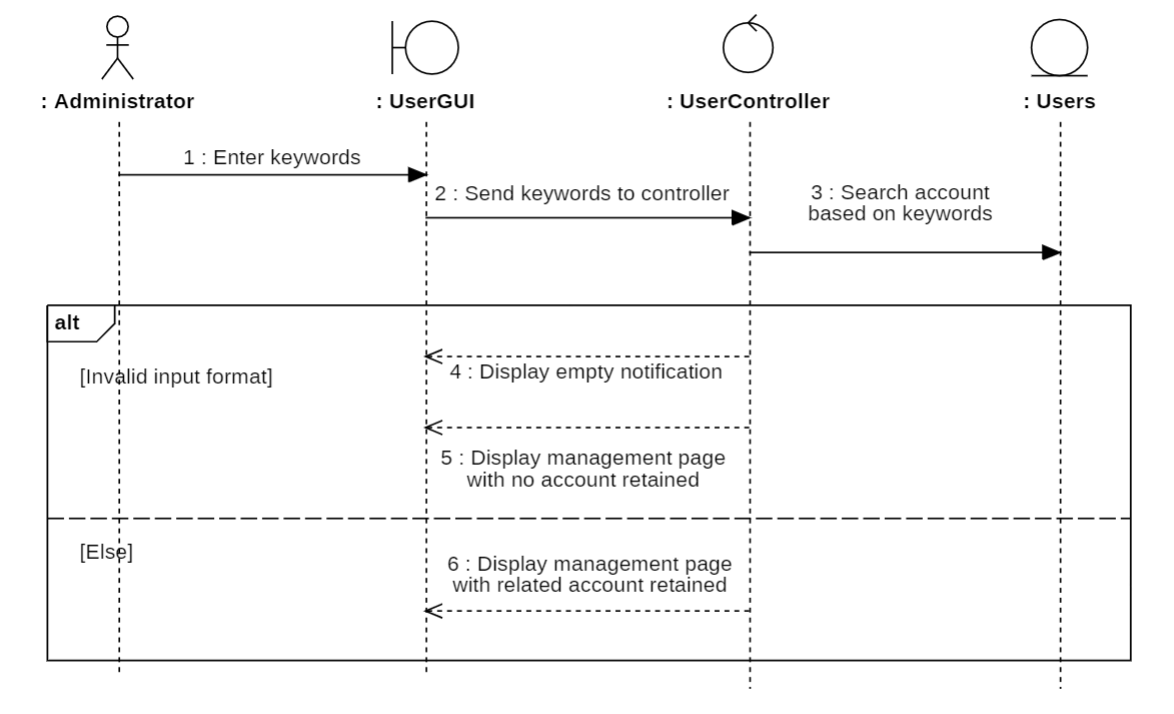 : Administrator
: UserGUI
: UserController
: Users
1 : Enter keywords
2 : Send keywords to controller
3 : Search account
based on keywords
alt
[Invalid input format]
4 : Display empty notification
5 : Display management page
with no account retained
[Else]
6 : Display management page
with related account retained